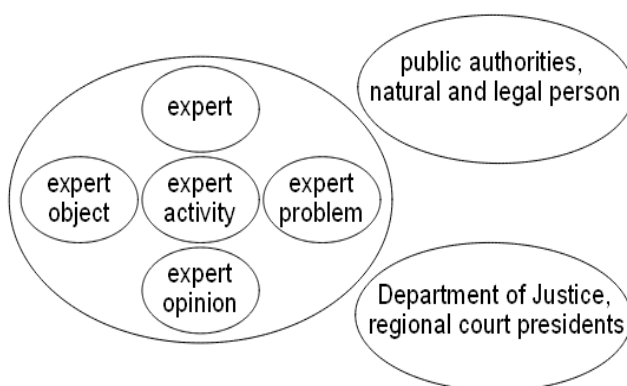 public authorities,
natural and legal person
expert
expert
object
expert
activity
expert
problem
expert
opinion
Department of Justice,
regional court presidents